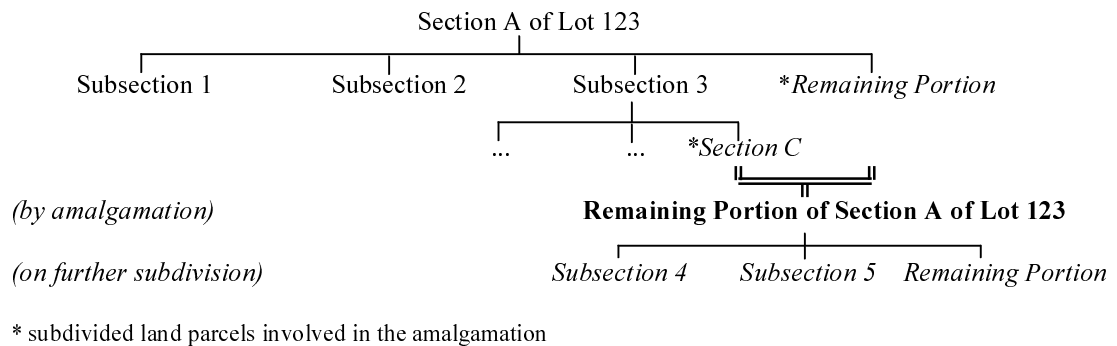 Section A of Lot 123
Subsection 1 Subsection 2 Subsection 3 *Remaining Portion
... ... *Section C
(by amalgamation) Remaining Portion of Section A of Lot 123
(on further subdivision) Subsection 4 Subsection 5 Remaining Portion
* subdivided land parcels involved in the amalgamation